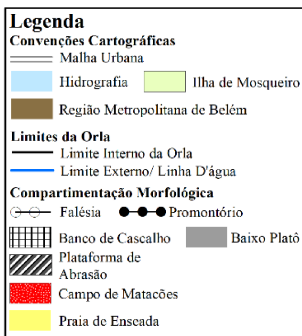 Legenda
Convenções Cartográficas
Malha Urbana
Hidrografia Ilha de Mosqueiro
Região Metropolitana de Belém
Limites da Orla
Limite Interno da Orla
Limite Externo/ Linha D'água
Compartimentação Morfológica
Falésia Promontório
Banco de Cascalho Baixo Platô
Plataforma de
Abrasão
Campo de Matacões
Praia de Enseada